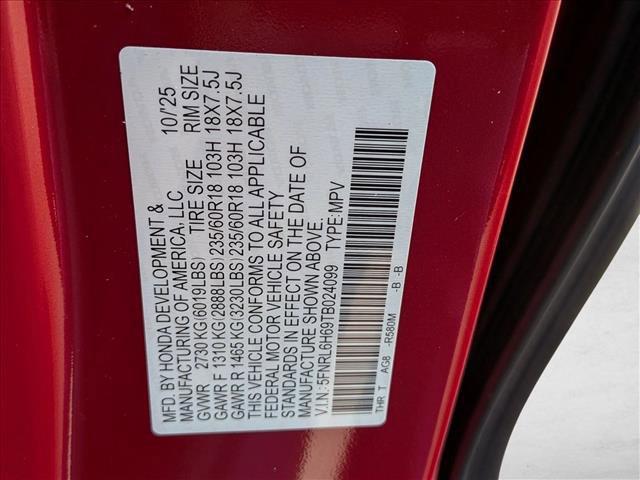 MFD. BY HONDA DEVELOPMENT & 10/'25
MANUFACTURING OF AMERICA, LLC
GVWR 2730 KG(6019LBS) TIRE SIZE RIM SIZE
GAWR F 1310 KG(2888LBS)235/60R18 103H 18X7.5J
GAWR R 1465 KG(3230LBS)235/60R18 103H 18X7.5J
THIS VEHICLE CONFORMS TO ALL APPLICABLE
FEDERAL MOTOR VEHICLE SAFETY
STANDARDS IN EFFECT ON THE DATE OF
MANUFACTURE SHOWN ABOVE.
V.I.N.:5FNRL6H69TB024099 TYPE:MPV
THR T AG8 -R580M -B -B